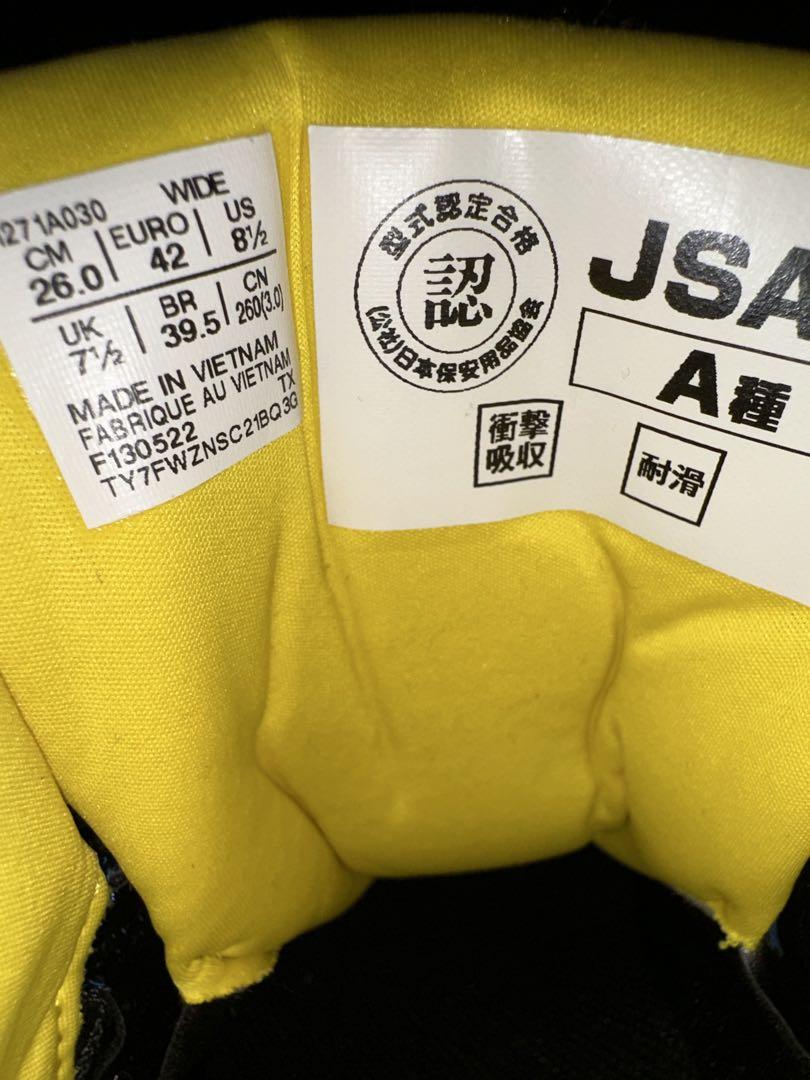 1271A030 WIDE
CM EURO US
26.0 42 8½
UK BR CN
7½ 39.5 260(3.0)
MADE IN VIETNAM
FABRIQUE AU VIETNAM
F130522 TX
TY7FWZNSC21BQ3G
型式認定合格
認
(公社)日本保安用品協会
JSA
A種
衝撃
吸収
耐滑